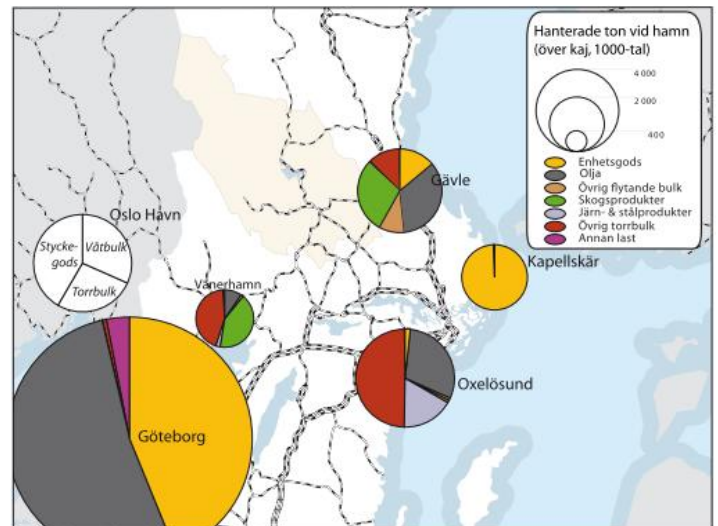 Hanterade ton vid hamn
(över kaj, 1000-tal)
4 000
2 000
400
Enhetsgods
Olja
Övrig flytande bulk
Skogsprodukter
Järn- & stålprodukter
Övrig torrbulk
Annan last
Gävle
Oslo Havn
Stycke-
gods
Våtbulk
Torrbulk
Kapellskär
Vänerhamn
Oxelösund
Göteborg